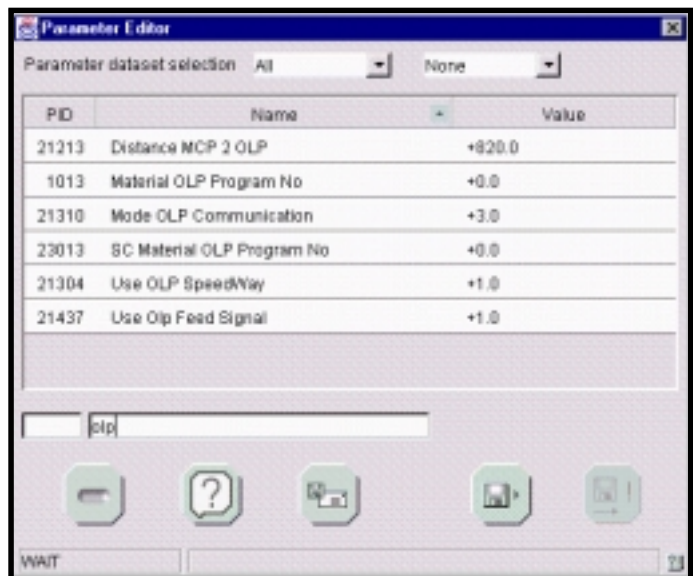 Parameter Editor
Parameter dataset selection All None
PID Name Value
21213 Distance MCP 2 OLP +820.0
1013 Material OLP Program No +0.0
21310 Mode OLP Communication +3.0
23013 SC Material OLP Program No +0.0
21304 Use OLP SpeedWay +1.0
21437 Use Olp Feed Signal +1.0
olp
?
!
WAIT